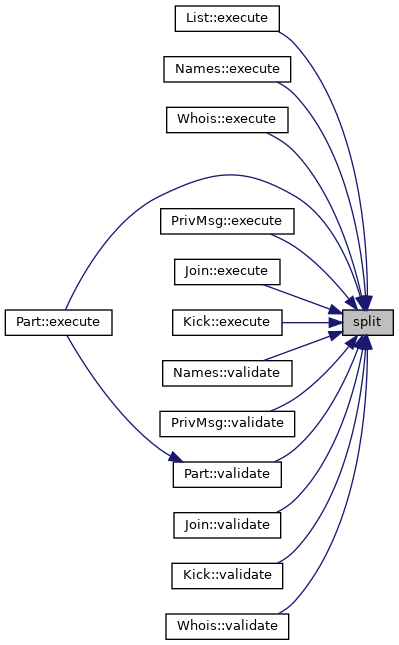 List::execute
Names::execute
Whois::execute
PrivMsg::execute
Join::execute
Part::execute
Kick::execute
split
Names::validate
PrivMsg::validate
Part::validate
Join::validate
Kick::validate
Whois::validate